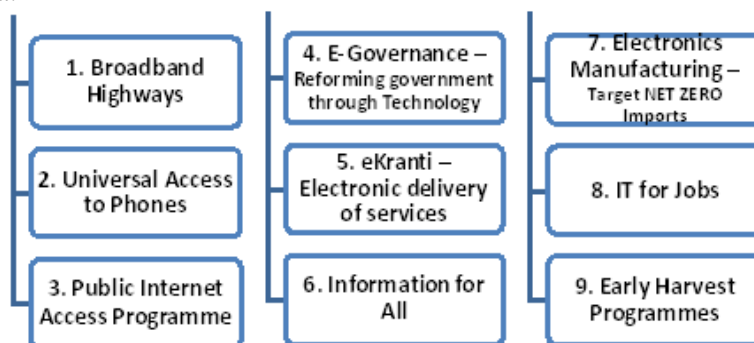 1. Broadband
Highways
2. Universal Access
to Phones
3. Public Internet
Access Programme
4. E-Governance –
Reforming government
through Technology
5. eKranti –
Electronic delivery
of services
6. Information for
All
7. Electronics
Manufacturing –
Target NET ZERO
Imports
8. IT for Jobs
9. Early Harvest
Programmes